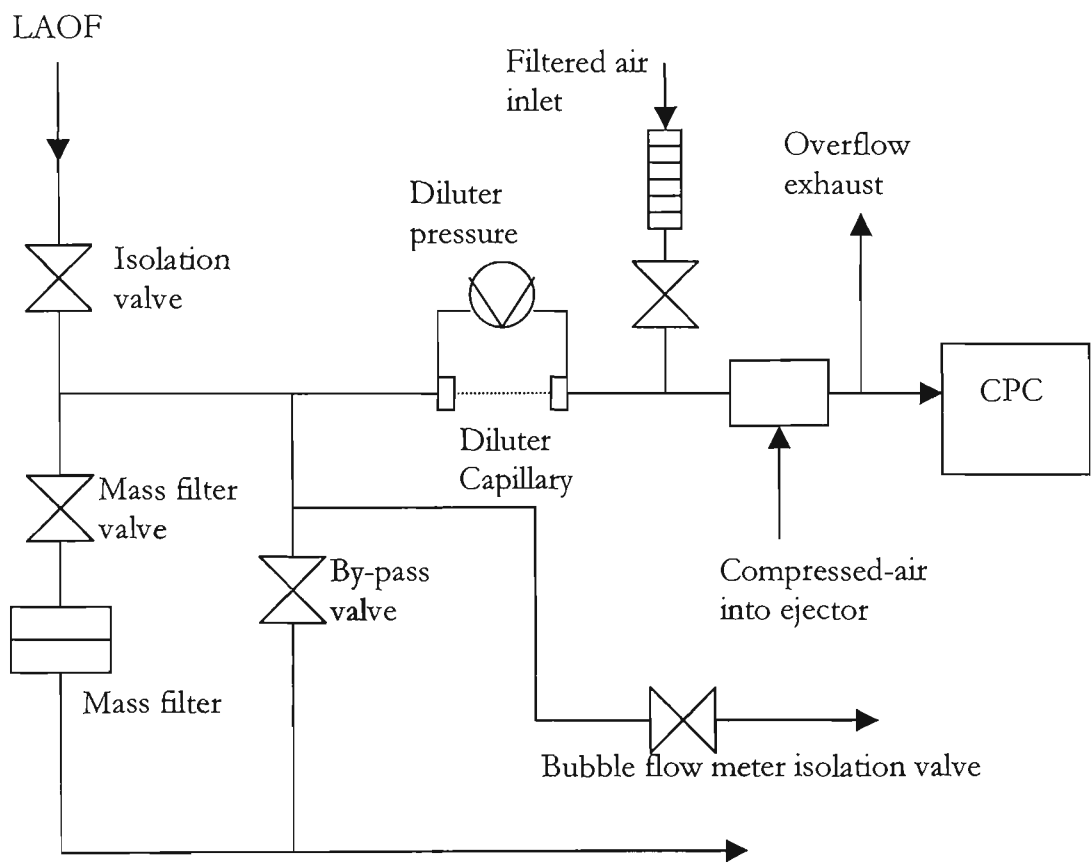 LAOF
Filtered air
inlet
Overflow
exhaust
Diluter
pressure
Isolation
valve
CPC
Diluter
Capillary
Mass filter
valve
By-pass
valve
Compressed-air
into ejector
Mass filter
Bubble flow meter isolation valve